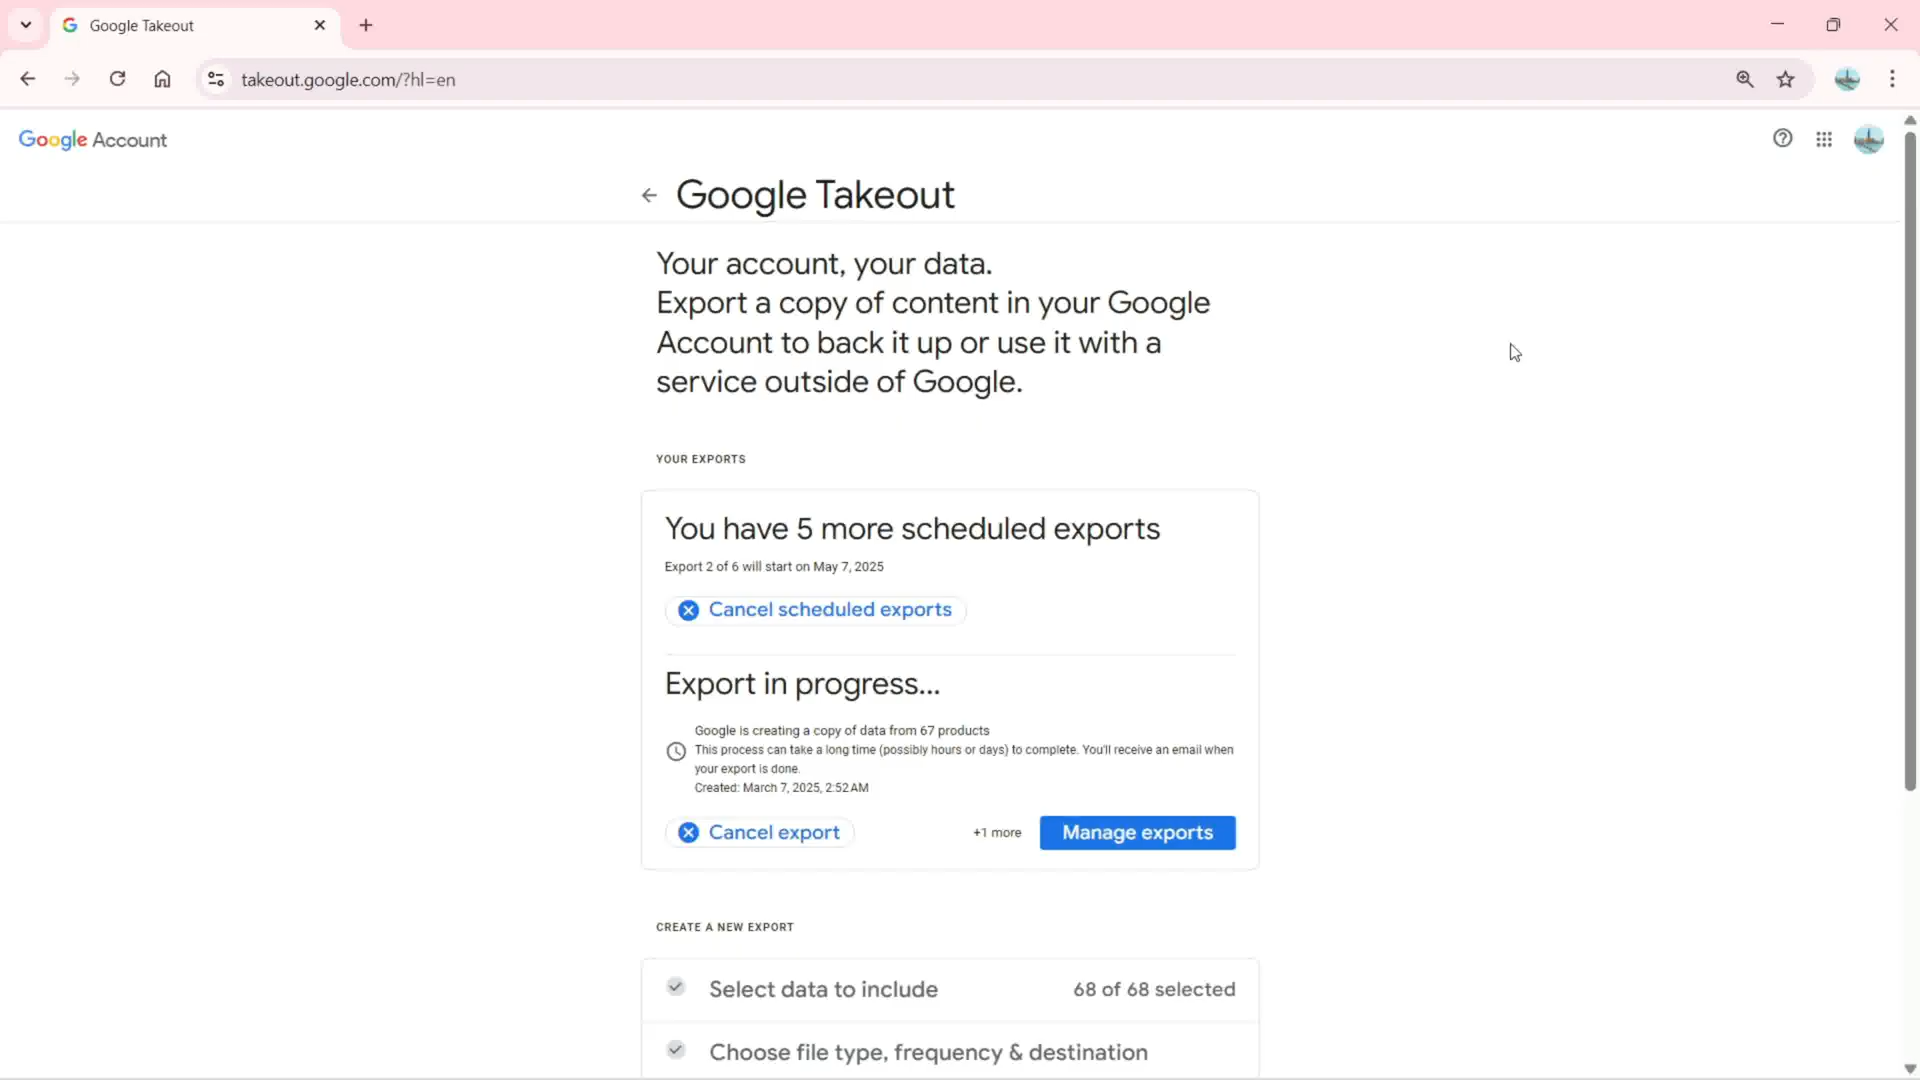 Google Takeout
takeout.google.com/?hl=en
Google Account
Google Takeout
Your account, your data.
Export a copy of content in your Google
Account to back it up or use it with a
service outside of Google.
YOUR EXPORTS
You have 5 more scheduled exports
Export 2 of 6 will start on May 7, 2025
Cancel scheduled exports
Export in progress...
Google is creating a copy of data from 67 products
This process can take a long time (possibly hours or days) to complete. You'll receive an email when
your export is done.
Created: March 7, 2025, 2:52 AM
Cancel export
+1 more
Manage exports
CREATE A NEW EXPORT
Select data to include
68 of 68 selected
Choose file type, frequency & destination